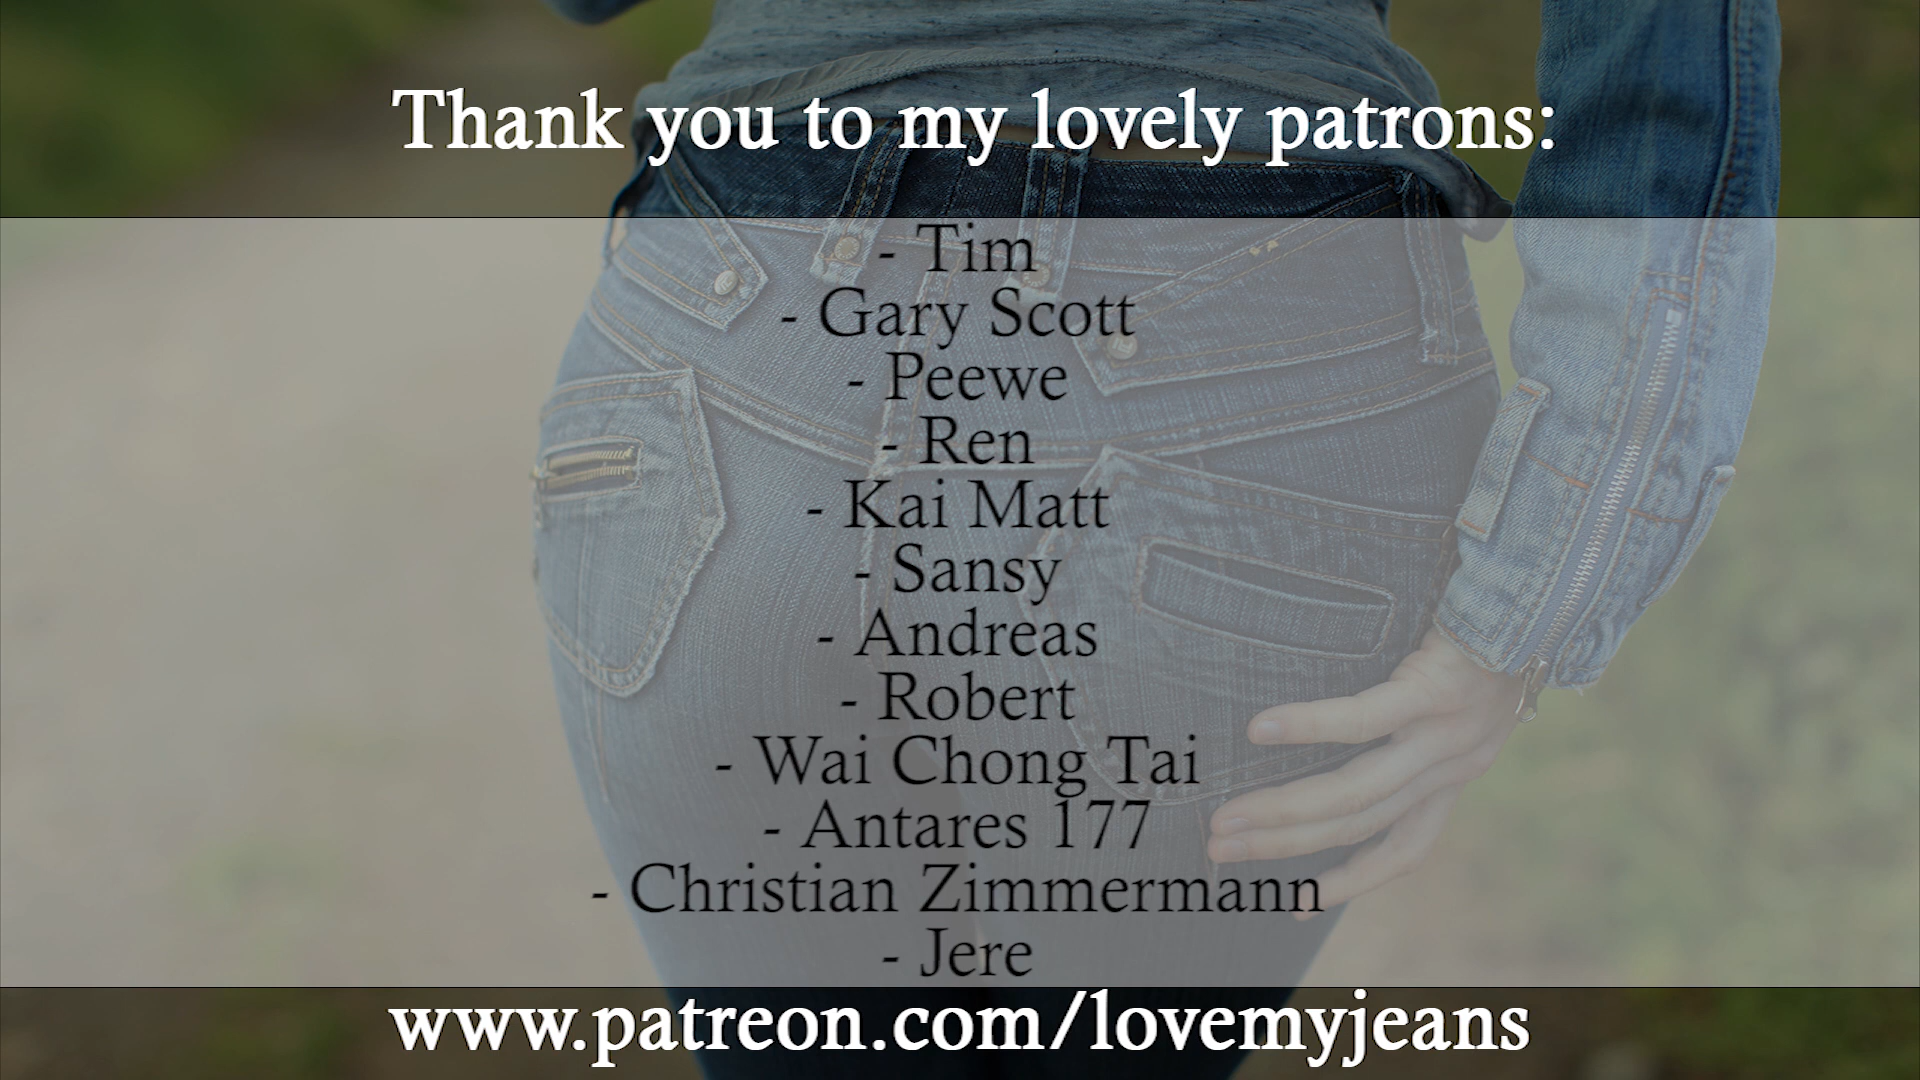 Thank you to my lovely patrons:
- Tim
- Gary Scott
- Peewe
- Ren
- Kai Matt
- Sansy
- Andreas
- Robert
- Wai Chong Tai
- Antares 177
- Christian Zimmermann
- Jere
www.patreon.com/lovemyjeans